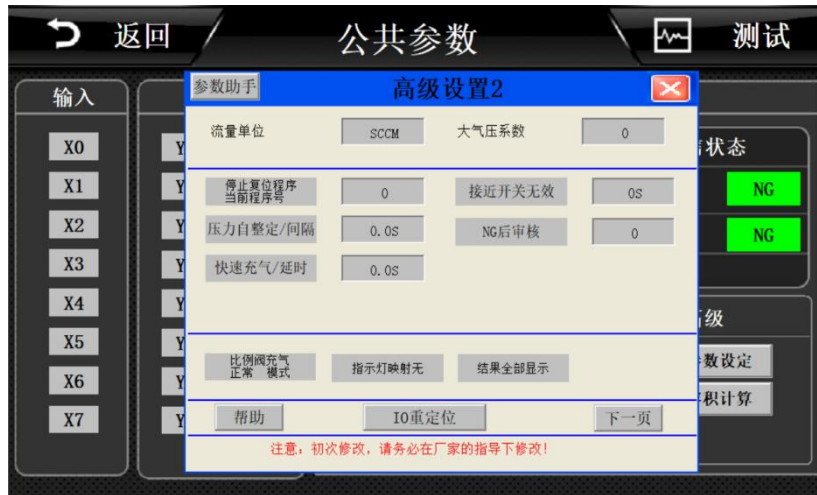 返回
公共参数
测试
输入
参数助手
高级设置2
流量单位
SCCM
大气压系数
0
X0
Y
状态
X1
Y
停止复位程序
当前程序号
0
接近开关无效
0S
NG
X2
Y
压力自整定/间隔
0.0S
NG后审核
0
NG
X3
Y
快速充气/延时
0.0S
X4
Y
级
X5
Y
比例阀充气
正常 模式
指示灯映射无
结果全部显示
数设定
X6
Y
积计算
X7
Y
帮助
IO重定位
下一页
注意，初次修改，请务必在厂家的指导下修改！